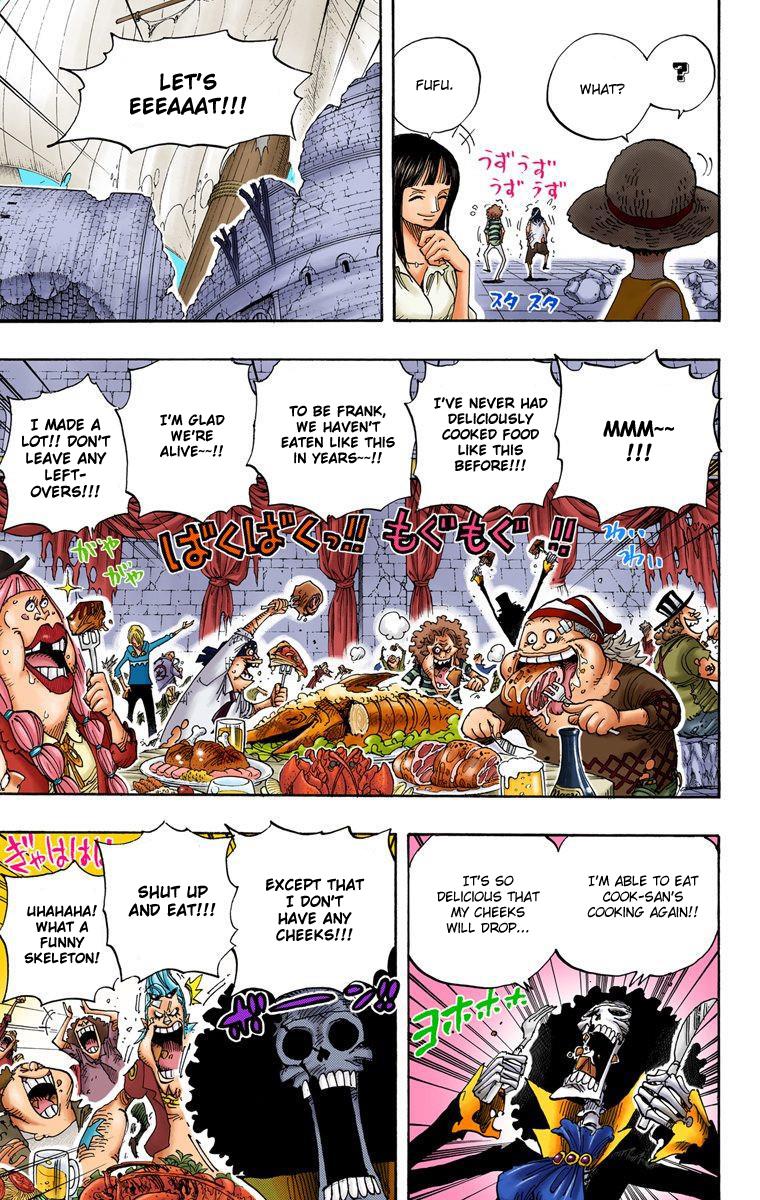 ?
WHAT?
FUFU.
うずうず
うずうず
スタ スタ
LET'S
EEEAAAT!!!
MMM~~
!!!
I'VE NEVER HAD
DELICIOUSLY
COOKED FOOD
LIKE THIS
BEFORE!!!
TO BE FRANK,
WE HAVEN'T
EATEN LIKE THIS
IN YEARS~~!!
I'M GLAD
WE'RE
ALIVE~~!!
I MADE A
LOT!! DON'T
LEAVE ANY
LEFT-
OVERS!!!
わい
わい
もぐもぐ!!
ばくばくっ!!
がや
がや
I'M ABLE TO EAT
COOK-SAN'S
COOKING AGAIN!!
IT'S SO
DELICIOUS THAT
MY CHEEKS
WILL DROP...
ヨホホホ
EXCEPT THAT
I DON'T
HAVE ANY
CHEEKS!!!
ボーーン!!
SHUT UP
AND EAT!!!
UHAHAHA!
WHAT A
FUNNY
SKELETON!
ぎゃはははは